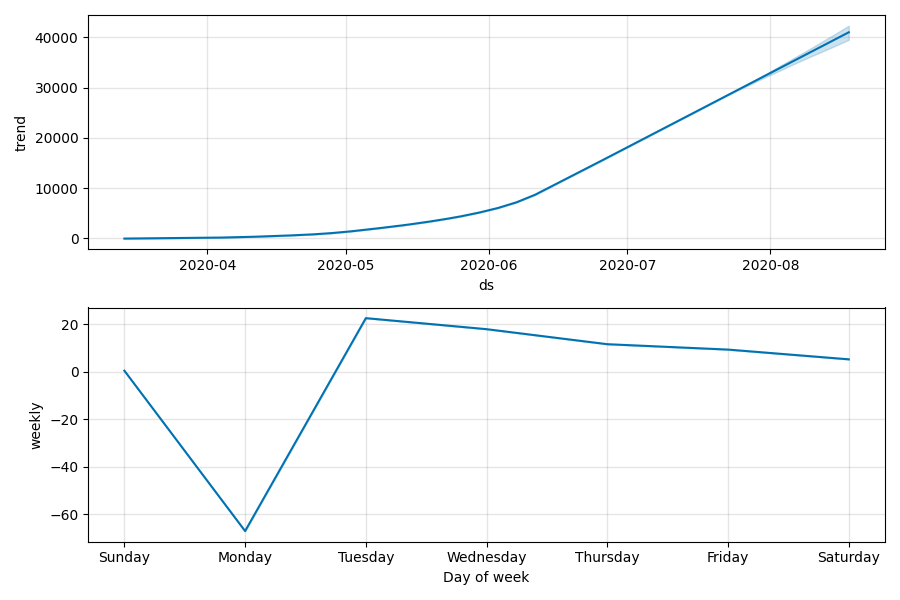 40000
30000
20000
10000
0
trend
2020-04 2020-05 2020-06 2020-07 2020-08
ds
20
0
−20
−40
−60
weekly
Sunday Monday Tuesday Wednesday Thursday Friday Saturday
Day of week